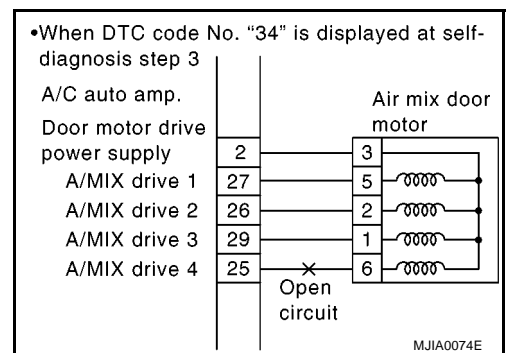 •When DTC code No. “34” is displayed at self-
diagnosis step 3
A/C auto amp.
Air mix door
motor
Door motor drive
power supply 2 3
A/MIX drive 1 27 5
A/MIX drive 2 26 2
A/MIX drive 3 29 1
A/MIX drive 4 25 6
Open
circuit
MJIA0074E